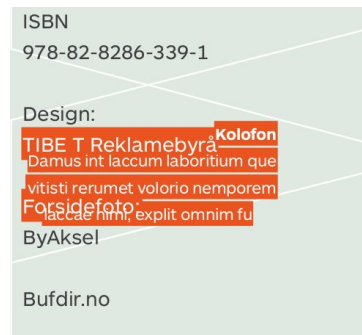 ISBN
978-82-8286-339-1
Design:
TIBE T Reklamebyrå
Kolofon
Damus int laccum laboritium que
vitisti rerumet volorio nemporem
Forsidefoto:
laccae nimi, explit omnim fu
ByAksel
Bufdir.no